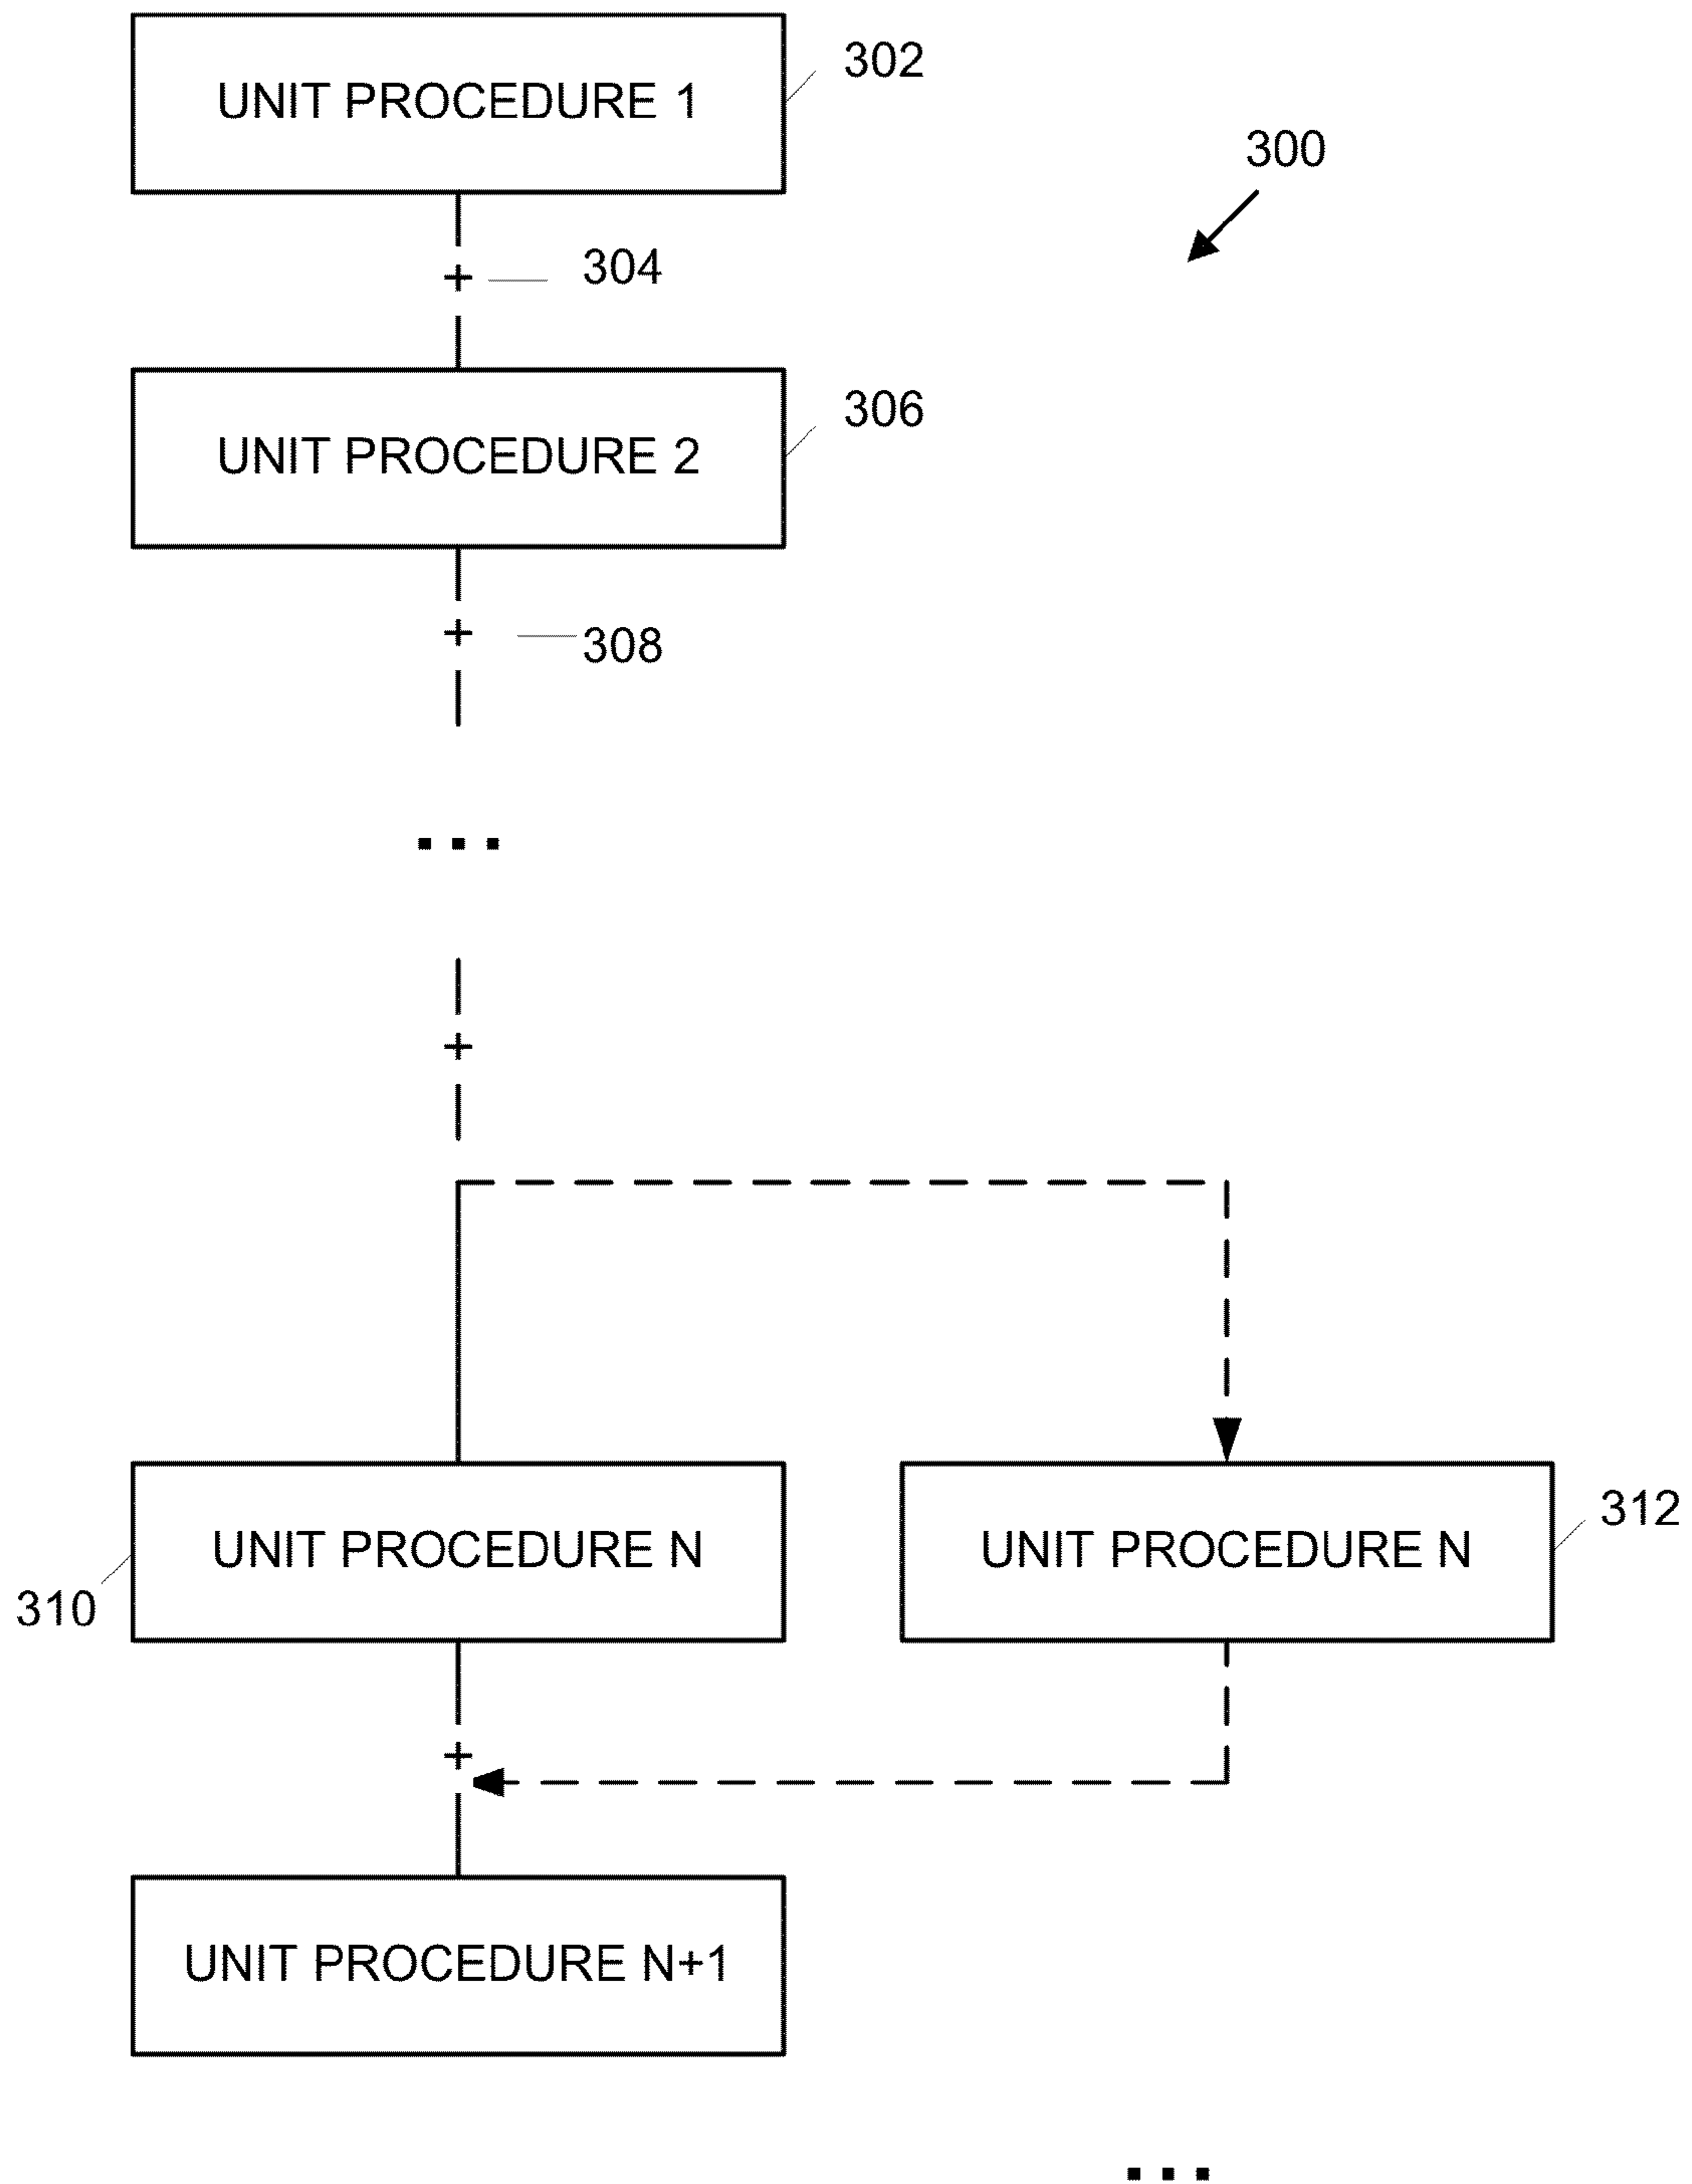 302
UNIT PROCEDURE 1
300
304
306
UNIT PROCEDURE 2
308
...
UNIT PROCEDURE N
310
UNIT PROCEDURE N
312
UNIT PROCEDURE N+1
...